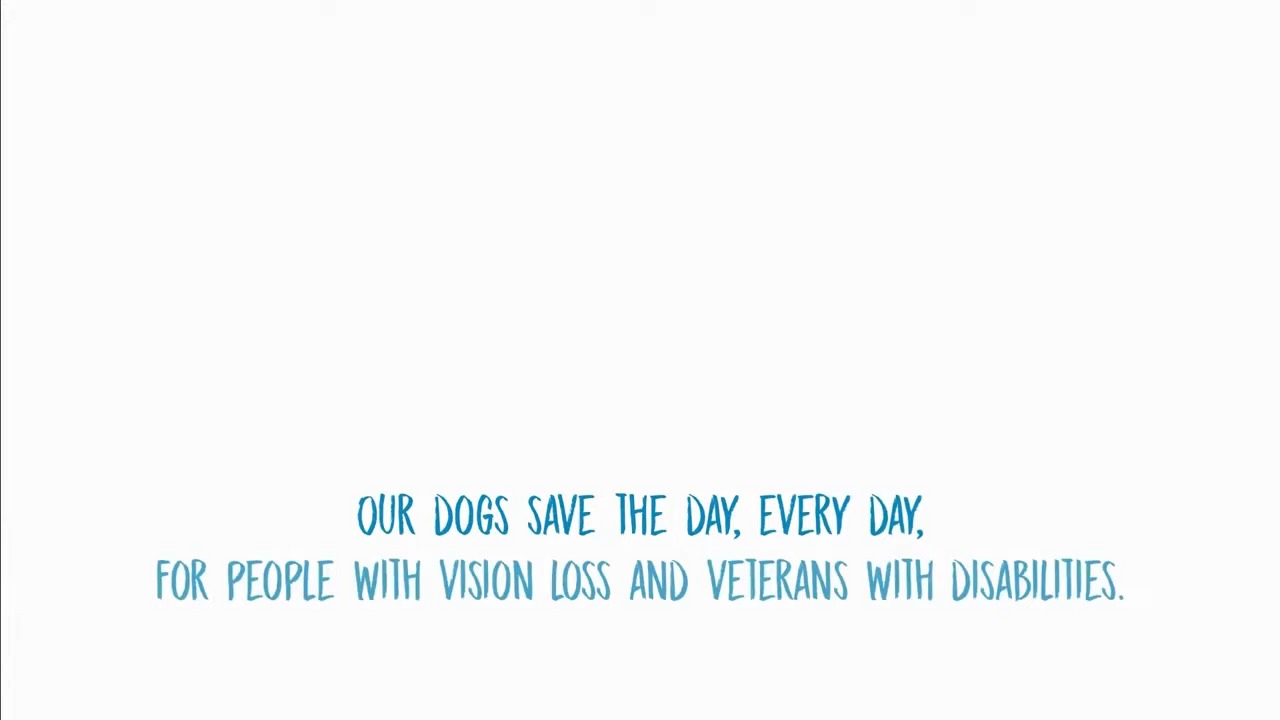 OUR DOGS SAVE THE DAY, EVERY DAY,
FOR PEOPLE WITH VISION LOSS AND VETERANS WITH DISABILITIES.